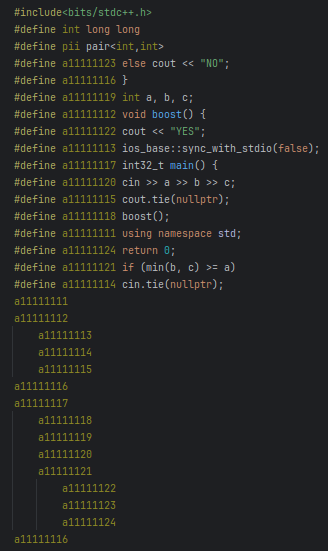 #include<bits/stdc++.h>
#define int long long
#define pii pair<int,int>
#define a11111123 else cout << "NO";
#define a11111116 }
#define a11111119 int a, b, c;
#define a11111112 void boost() {
#define a11111122 cout << "YES";
#define a11111113 ios_base::sync_with_stdio(false);
#define a11111117 int32_t main() {
#define a11111120 cin >> a >> b >> c;
#define a11111115 cout.tie(nullptr);
#define a11111118 boost();
#define a11111111 using namespace std;
#define a11111124 return 0;
#define a11111121 if (min(b, c) >= a)
#define a11111114 cin.tie(nullptr);
a11111111
a11111112
    a11111113
    a11111114
    a11111115
a11111116
a11111117
    a11111118
    a11111119
    a11111120
    a11111121
        a11111122
        a11111123
        a11111124
a11111116